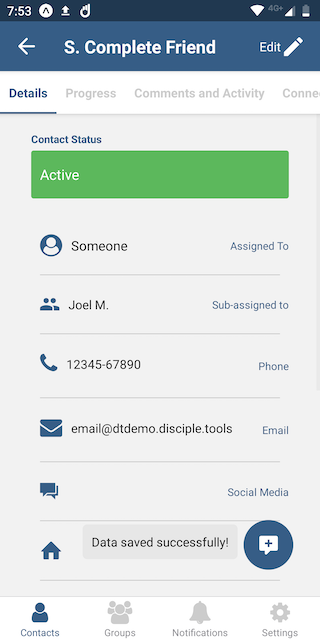 7:53
4G+
S. Complete Friend
Edit
Details Progress Comments and Activity Conne
Contact Status
Active
Someone Assigned To
Joel M. Sub-assigned to
12345-67890 Phone
email@dtdemo.disciple.tools Email
Social Media
Data saved successfully!
Contacts Groups Notifications Settings